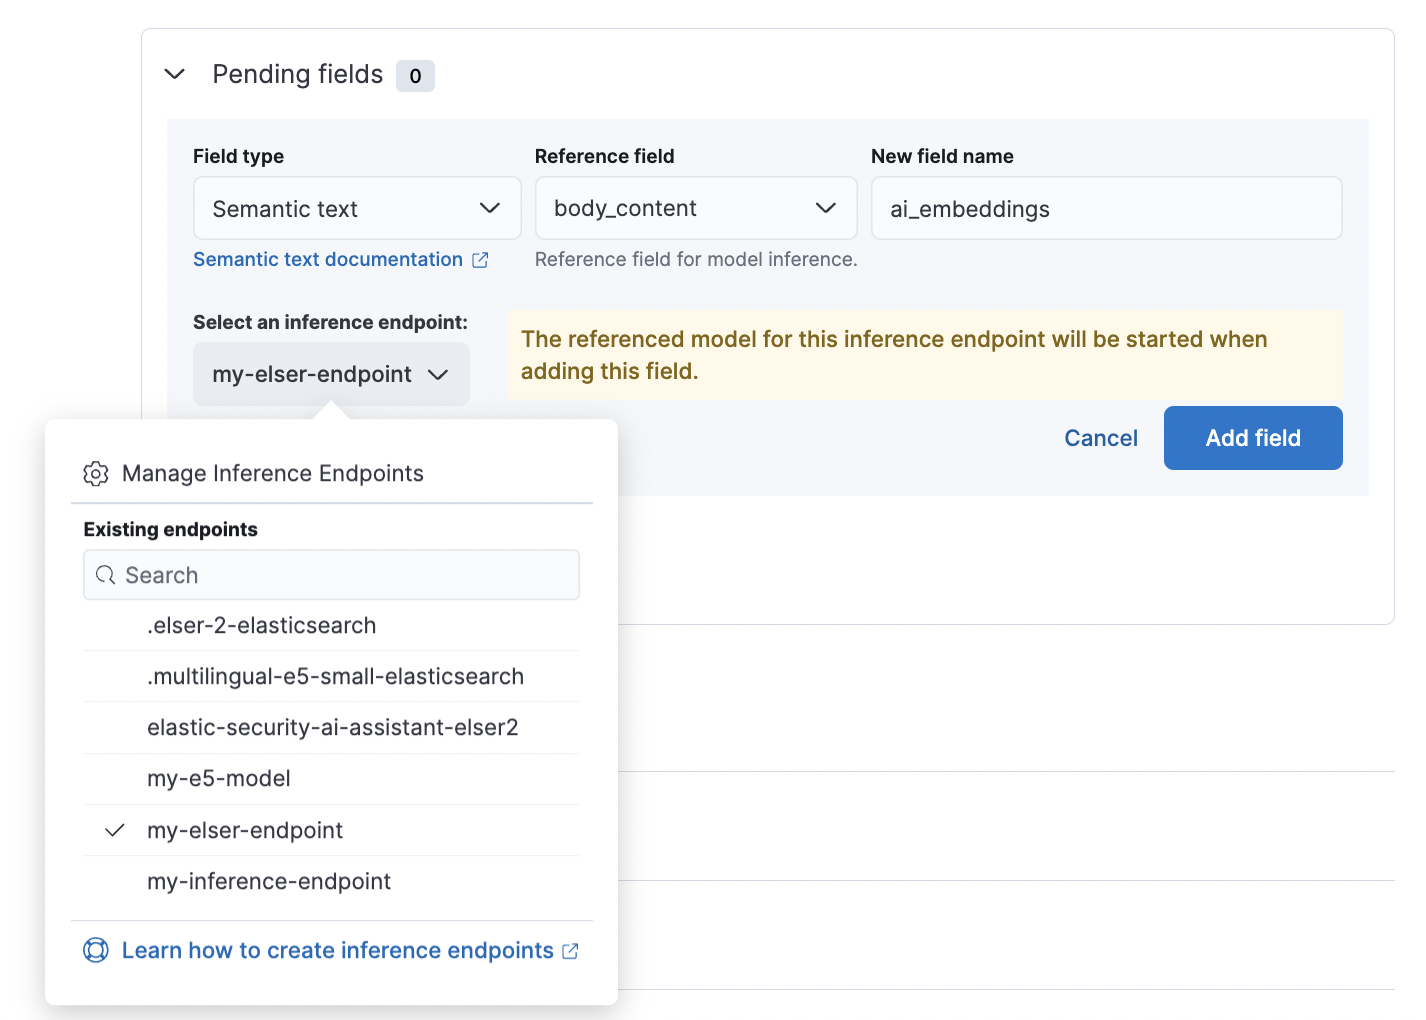 Pending fields 0
Field type
Reference field
New field name
Semantic text
body_content
ai_embeddings
Semantic text documentation
Reference field for model inference.
Select an inference endpoint:
my-elser-endpoint
The referenced model for this inference endpoint will be started when
adding this field.
Cancel
Add field
Manage Inference Endpoints
Existing endpoints
Search
.elser-2-elasticsearch
.multilingual-e5-small-elasticsearch
elastic-security-ai-assistant-elser2
my-e5-model
my-elser-endpoint
my-inference-endpoint
Learn how to create inference endpoints